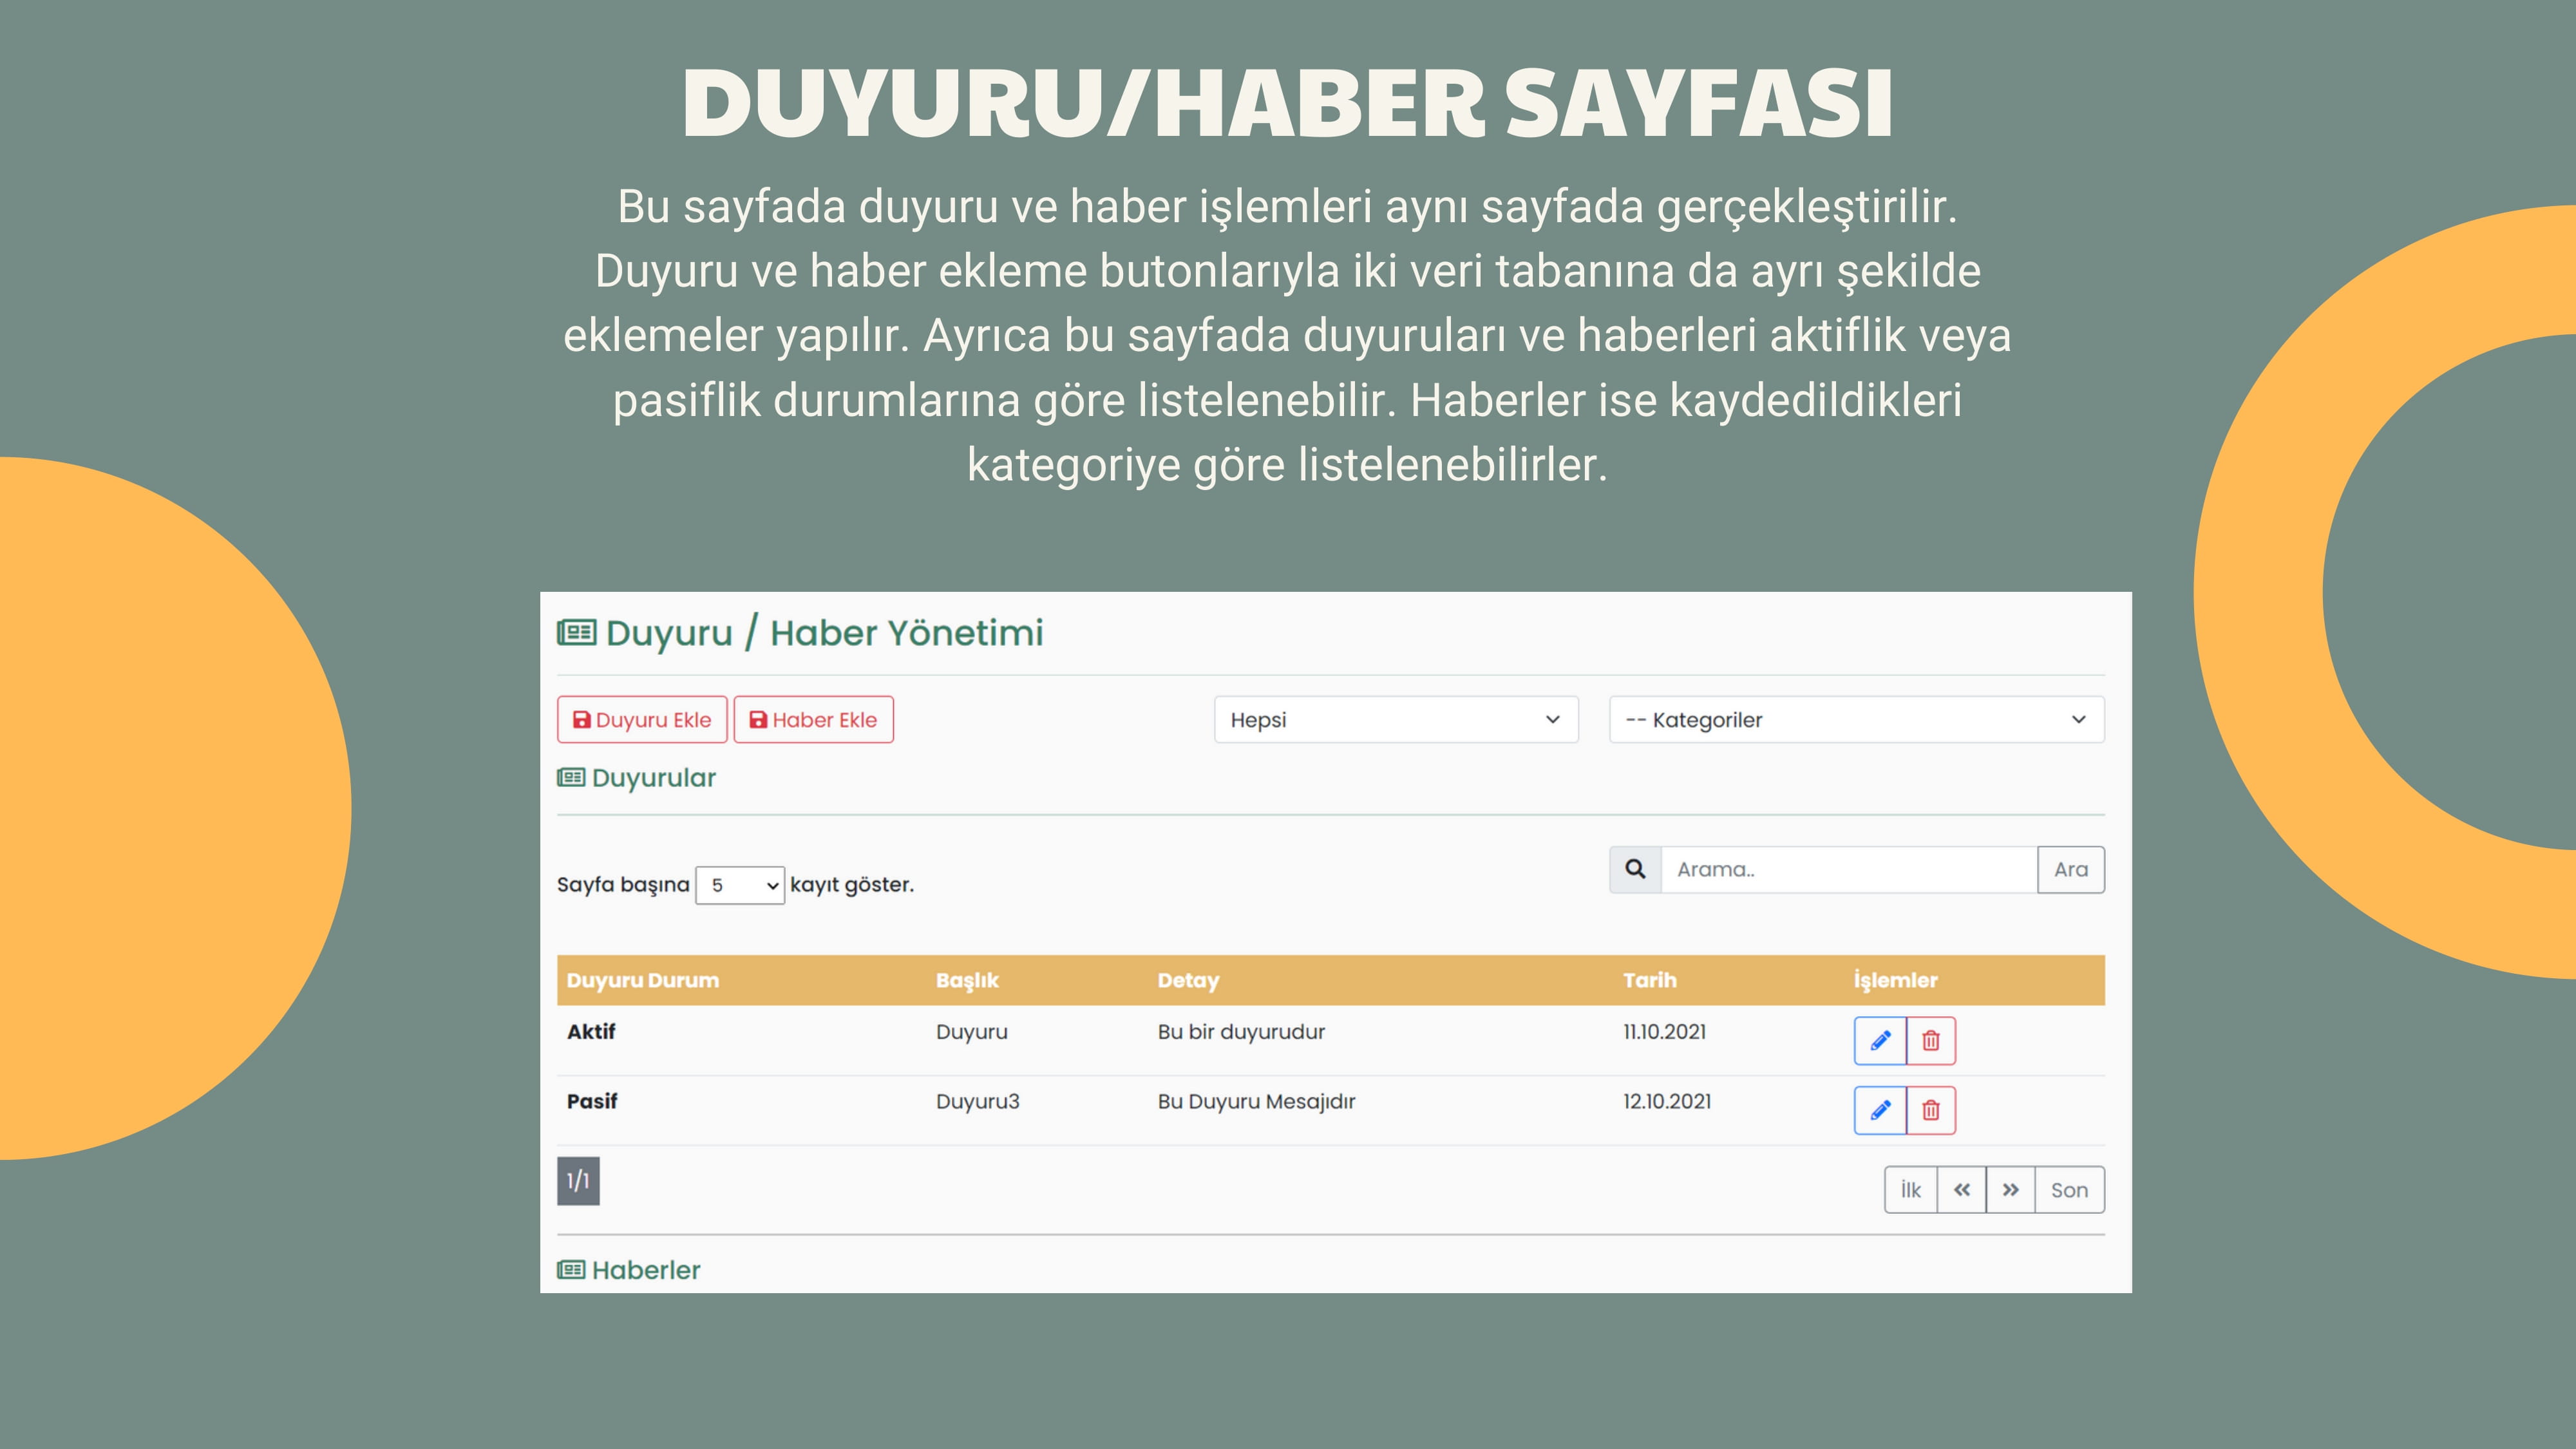 DUYURU/HABER SAYFASI
Bu sayfada duyuru ve haber işlemleri aynı sayfada gerçekleştirilir.
Duyuru ve haber ekleme butonlarıyla iki veri tabanına da ayrı şekilde
eklemeler yapılır. Ayrıca bu sayfada duyuruları ve haberleri aktiflik veya
pasiflik durumlarına göre listelenebilir. Haberler ise kaydedildikleri
kategoriye göre listelenebilirler.
Duyuru / Haber Yönetimi
Duyuru Ekle Haber Ekle Hepsi -- Kategoriler
Duyurular
Sayfa başına 5 kayıt göster. Arama.. Ara
Duyuru Durum Başlık Detay Tarih İşlemler
Aktif Duyuru Bu bir duyurudur 11.10.2021
Pasif Duyuru3 Bu Duyuru Mesajıdır 12.10.2021
1/1 İlk « » Son
Haberler